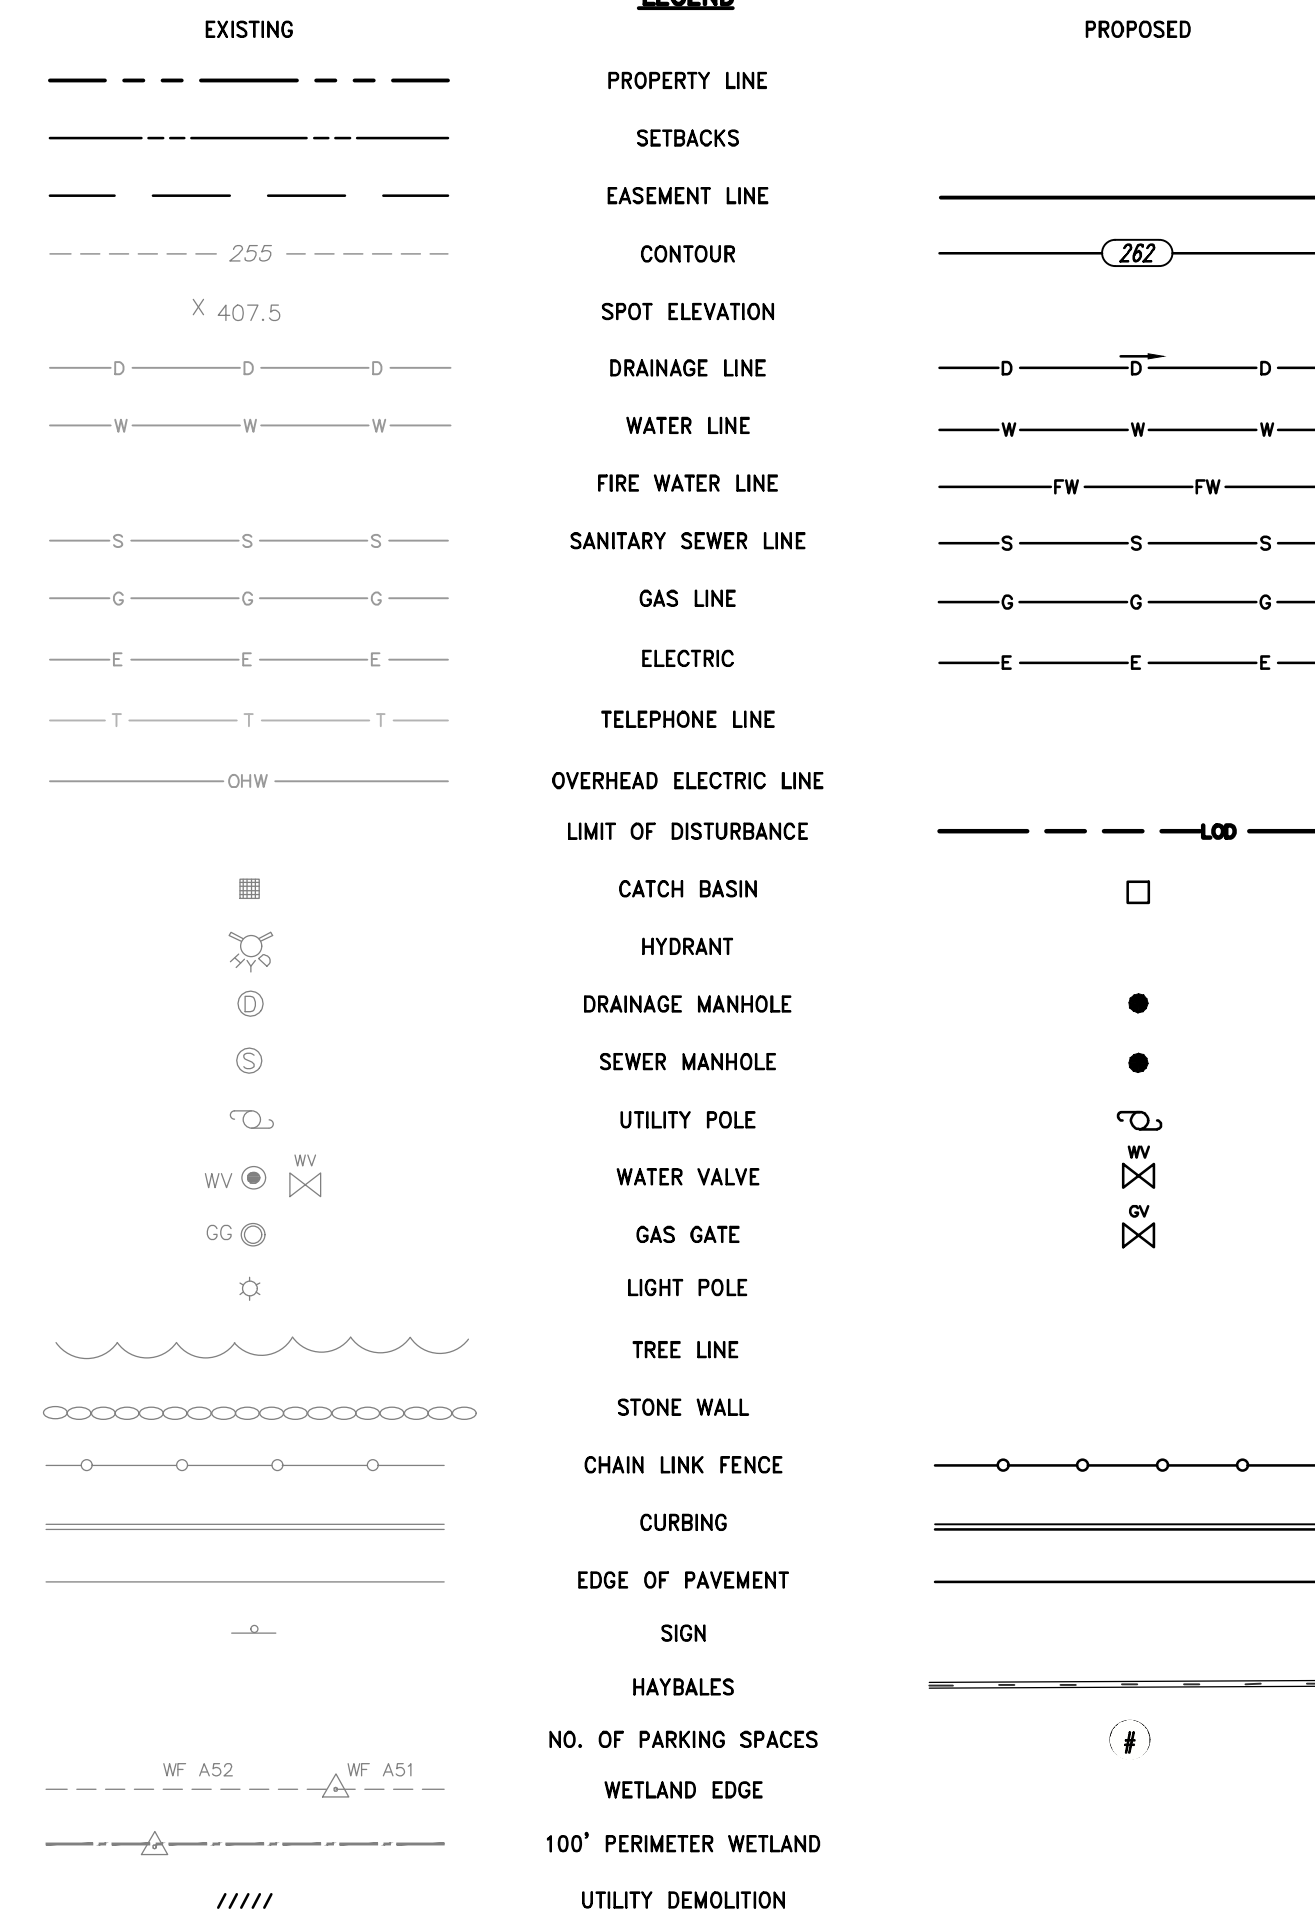 LEGEND
EXISTING PROPOSED
PROPERTY LINE
SETBACKS
EASEMENT LINE
255 CONTOUR 262
X 407.5 SPOT ELEVATION
D D D DRAINAGE LINE D D D
W W W WATER LINE W W W
FIRE WATER LINE FW FW
S S S SANITARY SEWER LINE S S S
G G G GAS LINE G G G
E E E ELECTRIC E E E
T T T TELEPHONE LINE
OHW OVERHEAD ELECTRIC LINE
LIMIT OF DISTURBANCE LOD
CATCH BASIN
HYD HYDRANT
D DRAINAGE MANHOLE
S SEWER MANHOLE
UTILITY POLE
WV WV WATER VALVE WV
GG GAS GATE GV
LIGHT POLE
TREE LINE
STONE WALL
CHAIN LINK FENCE
CURBING
EDGE OF PAVEMENT
SIGN
HAYBALES
NO. OF PARKING SPACES #
WF A52 WF A51 WETLAND EDGE
100' PERIMETER WETLAND
UTILITY DEMOLITION